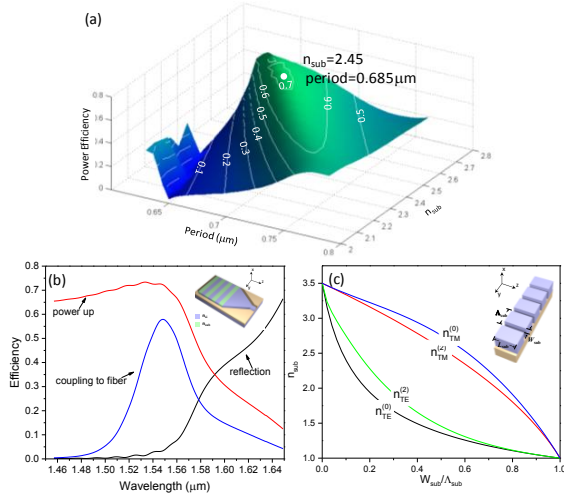 (a)
n_sub=2.45
period=0.685μm
Power Efficiency
0.8
0.6
0.4
0.2
0
0.7
0.6
0.5
0.4
0.3
0.2
0.1
0.6
0.5
0.65
0.7
0.75
0.8
Period (μm)
2
2.1
2.2
2.3
2.4
2.5
2.6
2.7
2.8
n_sub
(b)
Efficiency
0.8
0.7
0.6
0.5
0.4
0.3
0.2
0.1
0.0
power up
coupling to fiber
reflection
1.46 1.48 1.50 1.52 1.54 1.56 1.58 1.60 1.62 1.64
Wavelength (μm)
x
y
z
(c)
n_sub
3.5
3.0
2.5
2.0
1.5
1.0
n_TM^(0)
n_TM^(2)
n_TE^(2)
n_TE^(0)
0.0 0.2 0.4 0.6 0.8 1.0
W_sub/Λ_sub
x
y
z
W_sub